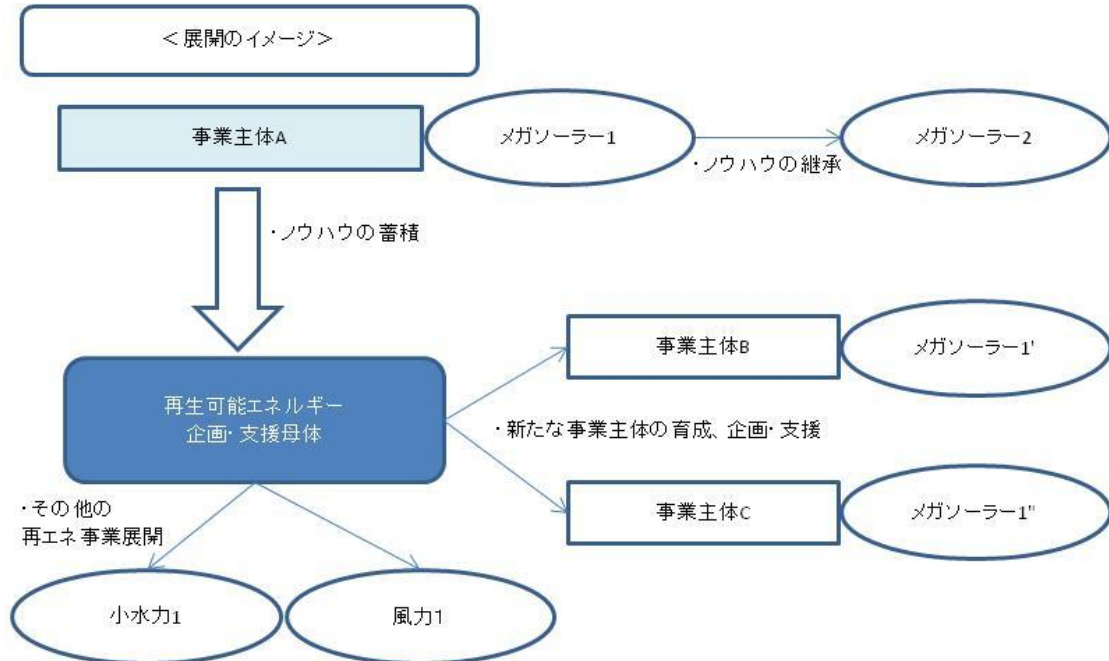 ＜展開のイメージ＞
事業主体A
メガソーラー1
メガソーラー2
・ノウハウの継承
・ノウハウの蓄積
事業主体B
メガソーラー1'
再生可能エネルギー
企画・支援母体
・新たな事業主体の育成、企画・支援
事業主体C
メガソーラー1"
・その他の
再エネ事業展開
小水力1
風力1